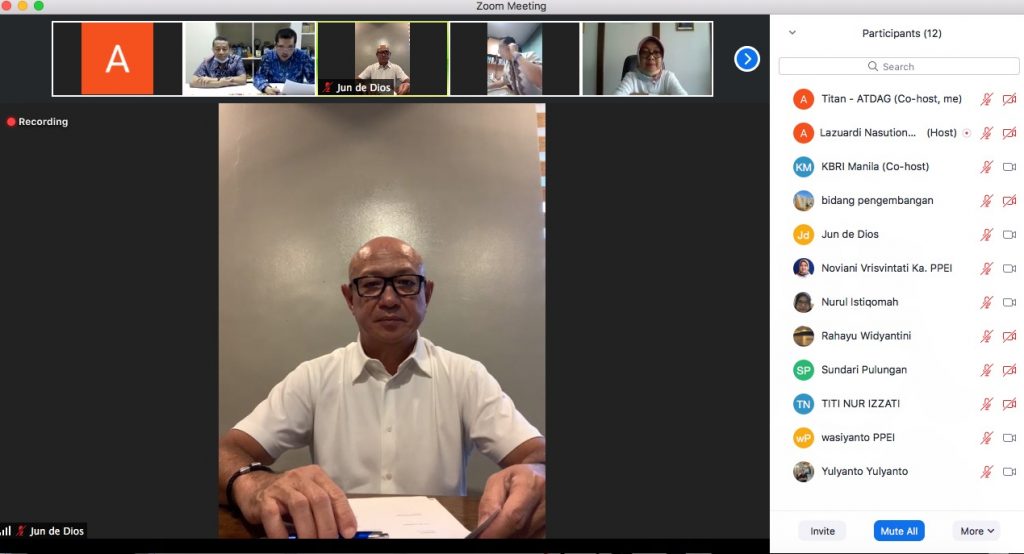 Zoom Meeting
A
Jun de Dios
Recording
Jun de Dios
Participants (12)
Search
A Titan - ATDAG (Co-host, me)
A Lazuardi Nasution... (Host)
KM KBRI Manila (Co-host)
bidang pengembangan
Jd Jun de Dios
Noviani Vrisvintati Ka. PPEI
Nurul Istiqomah
Rahayu Widyantini
SP Sundari Pulungan
TN TITI NUR IZZATI
wP wasiyanto PPEI
Yulyanto Yulyanto
Invite Mute All More